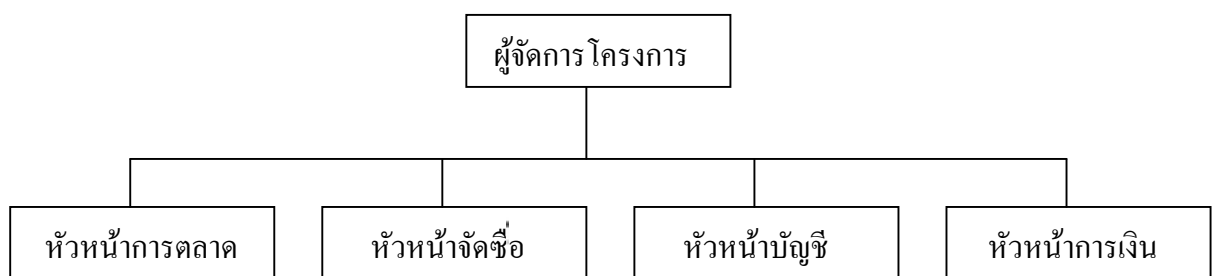 ผู้จัดการโครงการ
หัวหน้าการตลาด
หัวหน้าจัดซื่อ
หัวหน้าบัญชี
หัวหน้าการเงิน